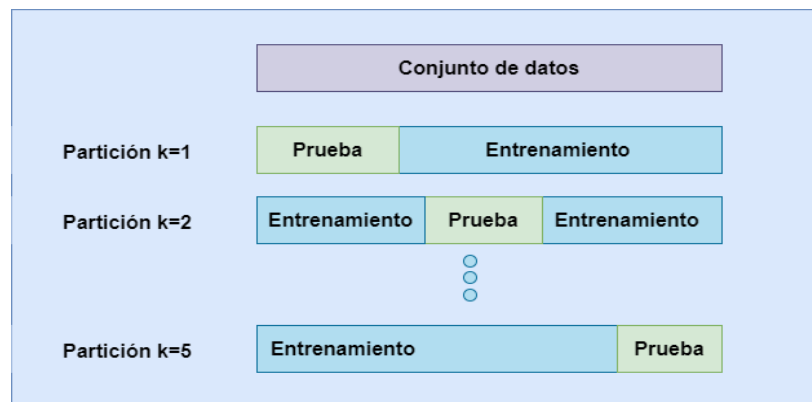 Conjunto de datos
Partición k=1 Prueba Entrenamiento
Partición k=2 Entrenamiento Prueba Entrenamiento
Partición k=5 Entrenamiento Prueba